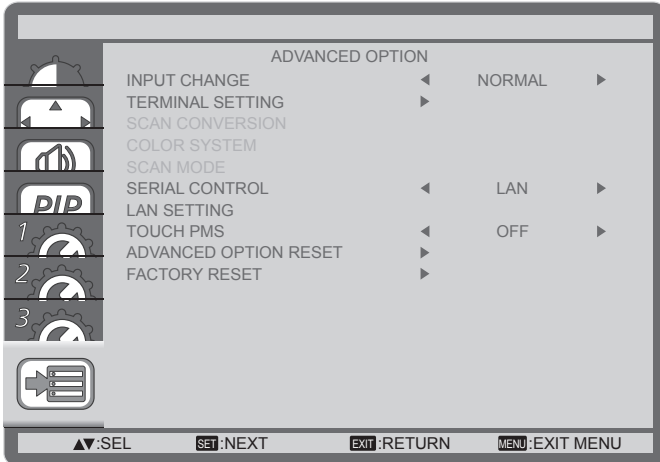 ADVANCED OPTION
INPUT CHANGE ◀ NORMAL ▶
TERMINAL SETTING ▶
SCAN CONVERSION
COLOR SYSTEM
SCAN MODE
SERIAL CONTROL ◀ LAN ▶
LAN SETTING
TOUCH PMS ◀ OFF ▶
ADVANCED OPTION RESET ▶
FACTORY RESET ▶
PIP
1
2
3
▲▼:SEL SET:NEXT EXIT:RETURN MENU:EXIT MENU